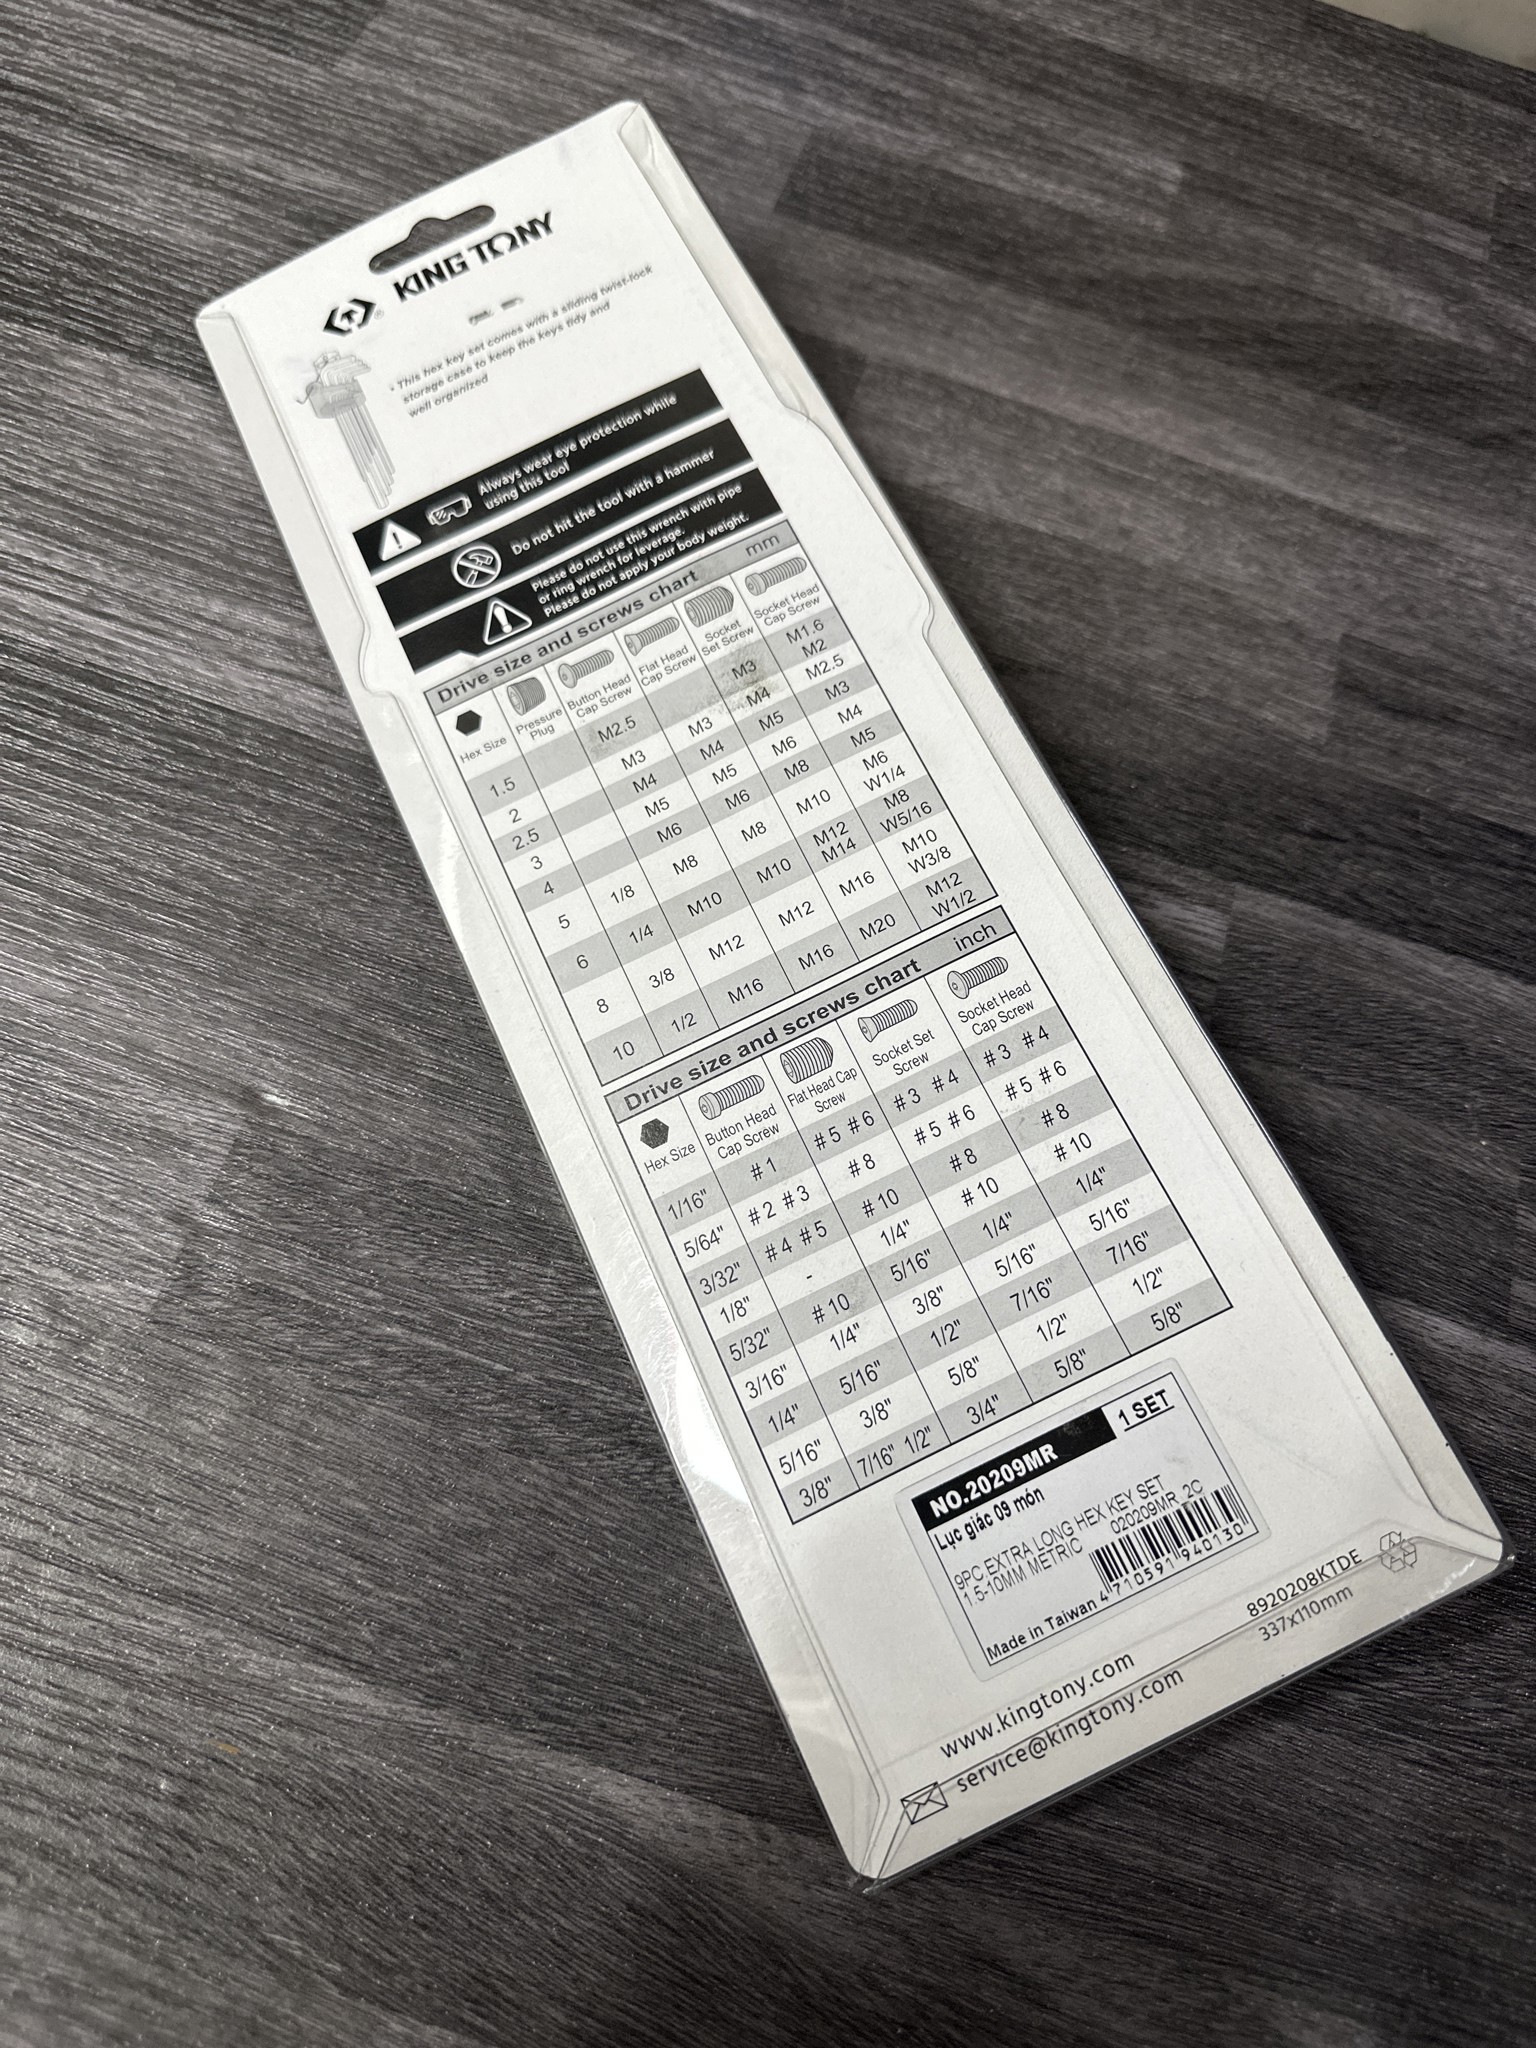 KING TONY
®
• This hex key set comes with a sliding twist-lock
storage case to keep the keys tidy and
well organized
Always wear eye protection while
using this tool
Do not hit the tool with a hammer
Please do not use this wrench with pipe
or ring wrench for leverage.
Please do not apply your body weight.
Drive size and screws chart mm
Hex Size Pressure Plug Button Head Cap Screw Flat Head Cap Screw Socket Set Screw Socket Head Cap Screw
1.5 M2.5 M3 M1.6 M2
2 M3 M3 M4 M2.5
2.5 M4 M4 M5 M3
3 M5 M5 M6 M4
4 M6 M6 M8 M5
5 1/8 M8 M8 M10 M6 W1/4
6 1/4 M10 M10 M12 M14 M8 W5/16
8 3/8 M12 M12 M16 M10 W3/8
10 1/2 M16 M16 M20 M12 W1/2
Drive size and screws chart inch
Hex Size Button Head Cap Screw Flat Head Cap Screw Socket Set Screw Socket Head Cap Screw
1/16" #1 #5 #6 #3 #4 #3 #4
5/64" #2 #3 #8 #5 #6 #5 #6
3/32" #4 #5 #10 #8 #8
1/8" - 1/4" #10 #10
5/32" #10 5/16" 1/4" 1/4"
3/16" 1/4" 3/8" 5/16" 5/16"
1/4" 5/16" 1/2" 7/16" 7/16"
5/16" 3/8" 5/8" 1/2" 1/2"
3/8" 7/16" 1/2" 3/4" 5/8" 5/8"
NO.20209MR 1 SET
Lục giác 09 món
9PC.EXTRA LONG HEX KEY SET
1.5-10MM METRIC 020209MR_2C
Made in Taiwan 4 710591 940130
8920208KTDE
337x110mm
www.kingtony.com
service@kingtony.com